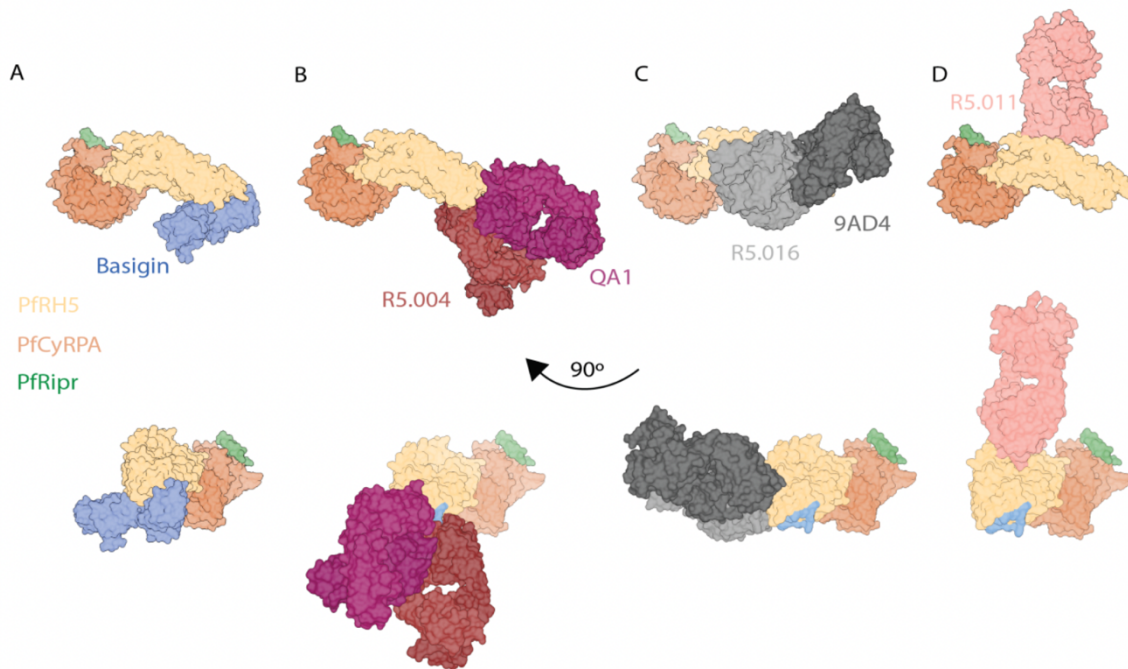 A
B
C
D
R5.011
Basigin
R5.004
QA1
R5.016
9AD4
PfRH5
PfCyRPA
PfRipr
90º